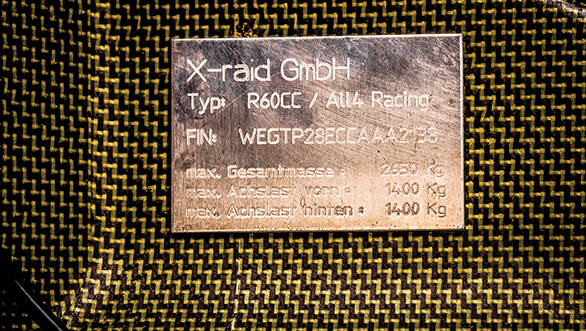 X-raid GmbH
Typ: R60CC / All4 Racing
FIN: WEGTP28ECCAAA2138
max. Gesamtmasse : 2650 Kg
max. Achslast vorn : 1400 Kg
max. Achslast hinten : 1400 Kg